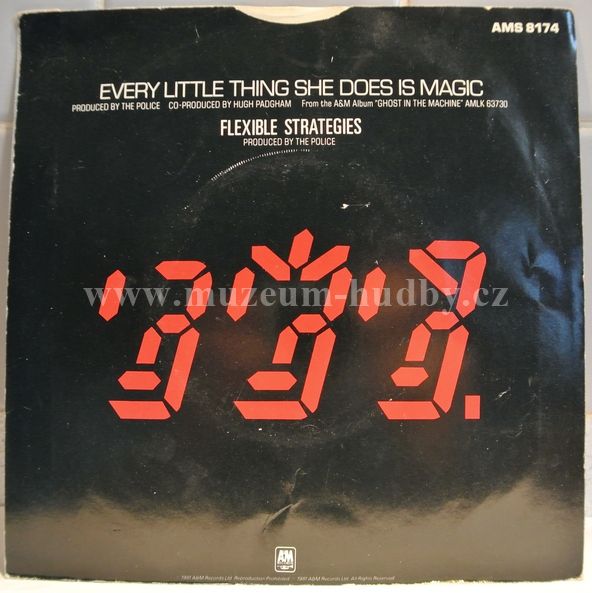 AMS 8174
EVERY LITTLE THING SHE DOES IS MAGIC
PRODUCED BY THE POLICE CO-PRODUCED BY HUGH PADGHAM From the A&M Album "GHOST IN THE MACHINE" AMLK 63730
FLEXIBLE STRATEGIES
PRODUCED BY THE POLICE
www.muzeum-hudby.cz
A&M
1981 A&M Records Ltd. Reproduction Prohibited 1981 A&M Records Ltd. All Rights Reserved